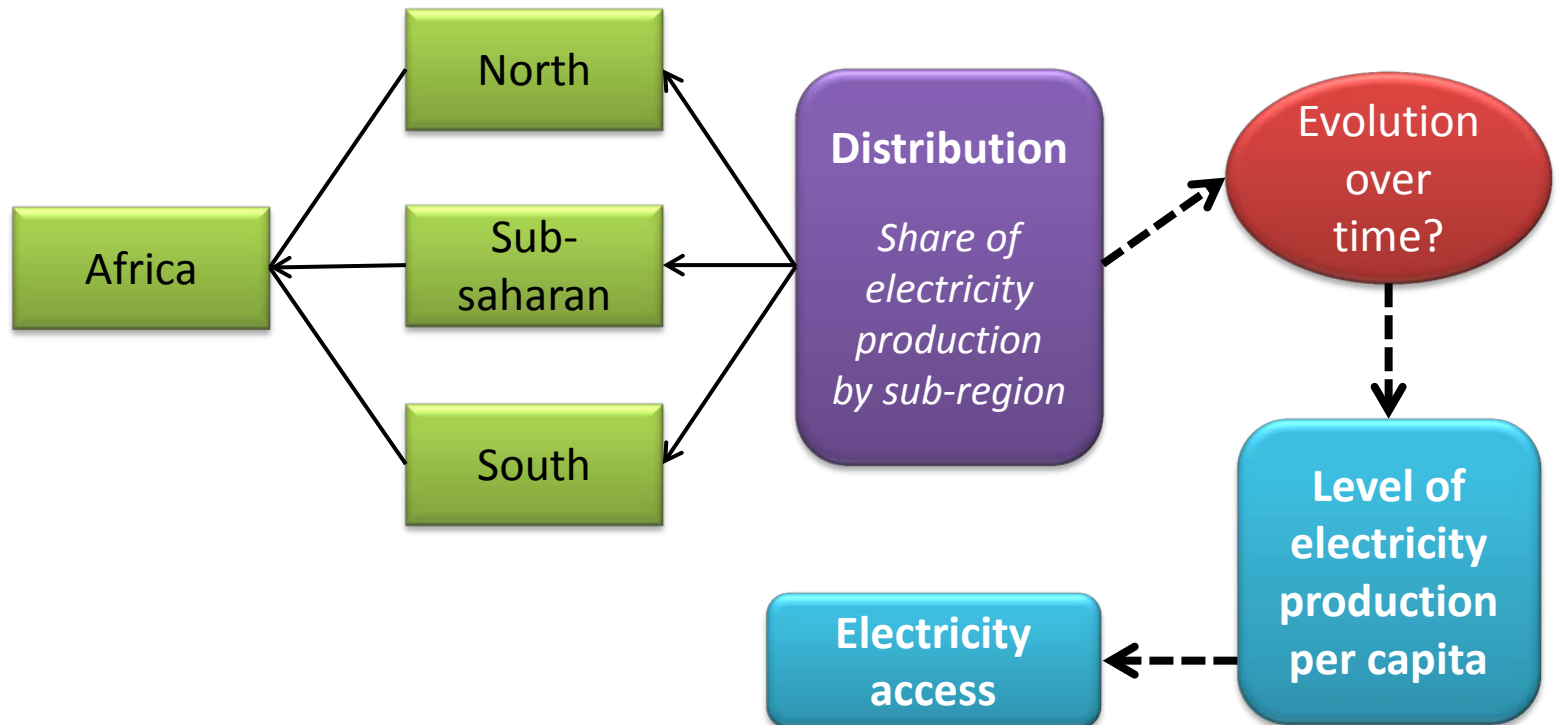 North
Sub-
saharan
South
Africa
Distribution
Share of
electricity
production
by sub-region
Evolution
over
time?
Level of
electricity
production
per capita
Electricity
access